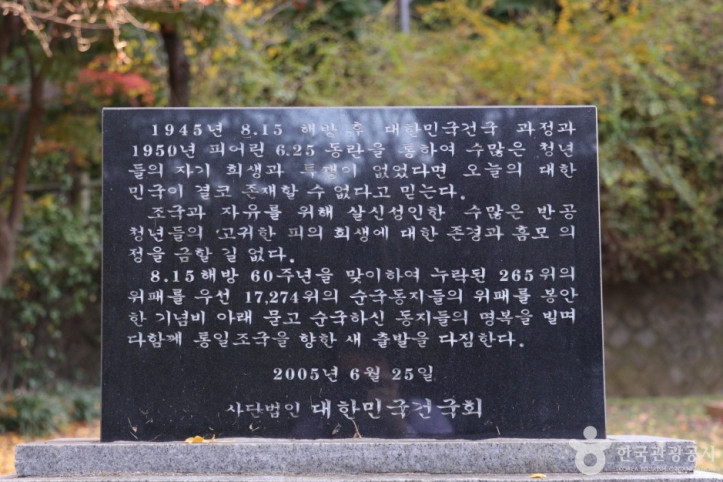 1945년 8.15 해방 후 대한민국건국 과정과
1950년 피어린 6.25 동란을 통하여 수많은 청년
들의 자기 희생과 투쟁이 없었다면 오늘의 대한
민국이 결코 존재할 수 없다고 믿는다.
조국과 자유를 위해 살신성인한 수많은 반공
청년들의 고귀한 피의 희생에 대한 존경과 흠모 의
정을 금할 길 없다.
8.15해방 60주년을 맞이하여 누락된 265위의
위패를 우선 17,274위의 순국동지들의 위패를 봉안
한 기념비 아래 묻고 순국하신 동지들의 명복을 빌며
다함께 통일조국을 향한 새 출발을 다짐한다.
2005년 6월 25일
사단법인 대한민국건국회
한국관광공사